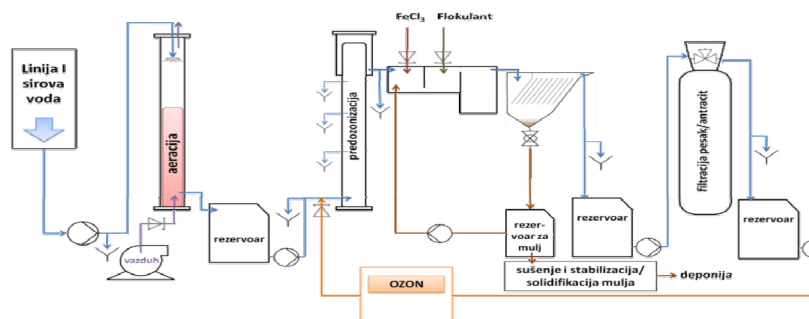 FeCl₃ Flokulant
Linija I
sirova
voda
aeracija
predozonizacija
filtracija pesak/antracit
rezervoar
rezer-
voar za
mulj
rezervoar
rezervoar
vazduh
sušenje i stabilizacija/
solidifikacija mulja
deponija
OZON